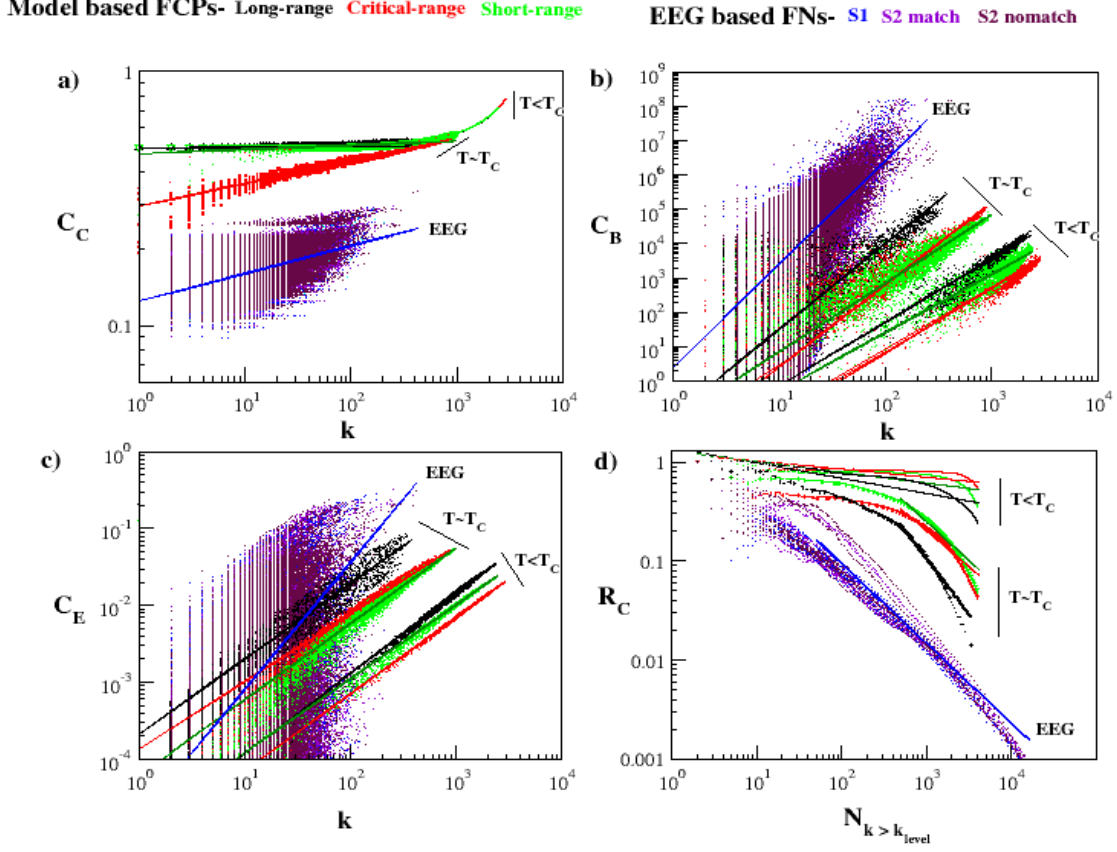 Model based FCPs- Long-range Critical-range Short-range
EEG based FNs- S1 S2 match S2 nomatch
a)
1
0.1
C_C
T<T_C
T~T_C
EEG
10^0 10^1 10^2 10^3 10^4
k
b)
10^9
10^8
10^7
10^6
10^5
10^4
10^3
10^2
10^1
10^0
C_B
EEG
T~T_C
T<T_C
10^0 10^1 10^2 10^3 10^4
k
c)
10^0
10^-1
10^-2
10^-3
10^-4
C_E
EEG
T~T_C
T<T_C
10^0 10^1 10^2 10^3 10^4
k
d)
1
0.1
0.01
0.001
R_C
T<T_C
T~T_C
EEG
10^0 10^1 10^2 10^3 10^4
N_{k > k_level}